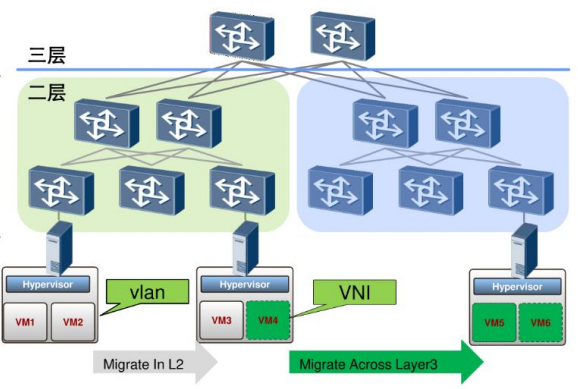 三层
二层
Hypervisor
VM1
VM2
vlan
Hypervisor
VM3
VM4
VNI
Hypervisor
VM5
VM6
Migrate In L2
Migrate Across Layer3